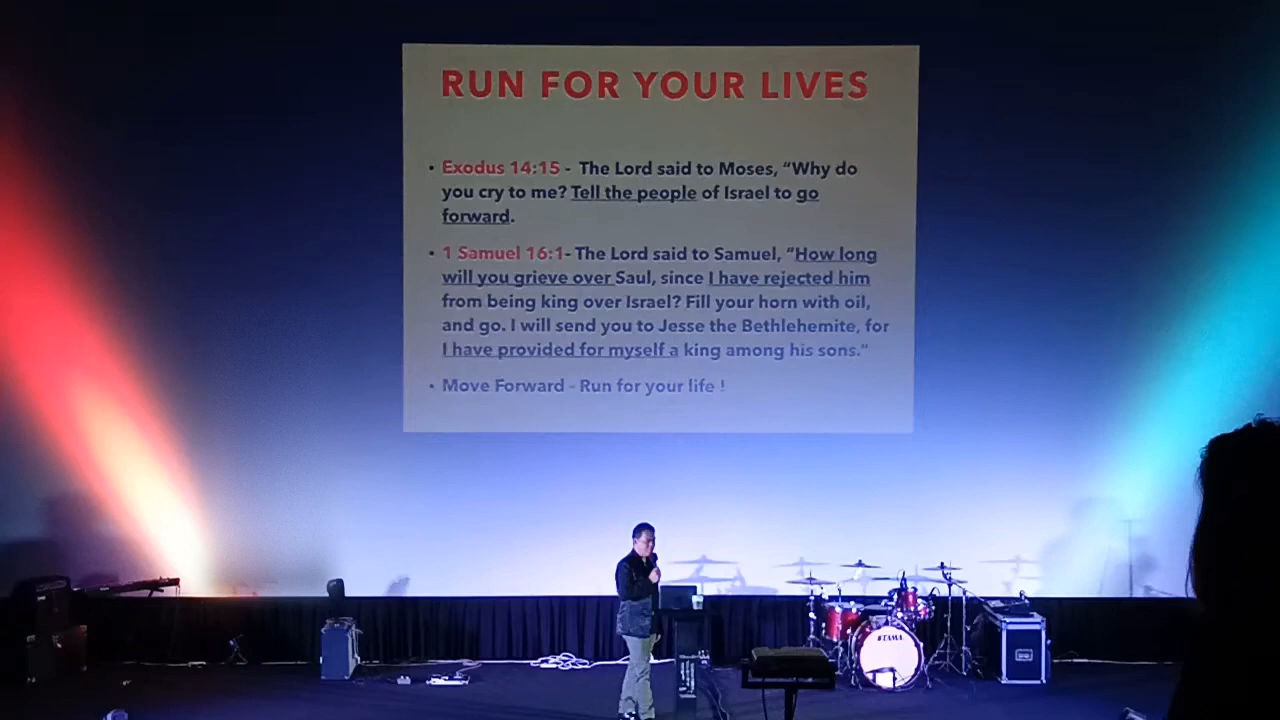 RUN FOR YOUR LIVES
• Exodus 14:15 - The Lord said to Moses, “Why do
you cry to me? Tell the people of Israel to go
forward.
• 1 Samuel 16:1- The Lord said to Samuel, “How long
will you grieve over Saul, since I have rejected him
from being king over Israel? Fill your horn with oil,
and go. I will send you to Jesse the Bethlehemite, for
I have provided for myself a king among his sons.”
• Move Forward - Run for your life !
TAMA